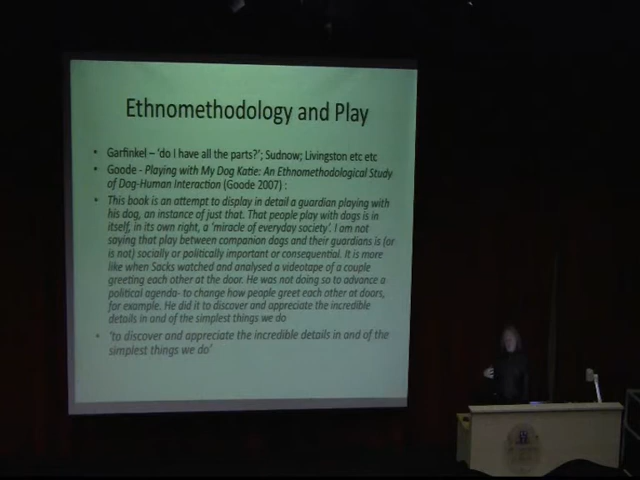 Ethnomethodology and Play
• Garfinkel – 'do I have all the parts?'; Sudnow; Livingston etc etc
• Goode - Playing with My Dog Katie: An Ethnomethodological Study
of Dog-Human Interaction (Goode 2007) :
• This book is an attempt to display in detail a guardian playing with
his dog, an instance of just that. That people play with dogs is in
itself, in its own right, a 'miracle of everyday society'. I am not
saying that play between companion dogs and their guardians is (or
is not) socially or politically important or consequential. It is more
like when Sacks watched and analysed a videotape of a couple
greeting each other at the door. He was not doing so to advance a
political agenda- to change how people greet each other at doors,
for example. He did it to discover and appreciate the incredible
details in and of the simplest things we do
• 'to discover and appreciate the incredible details in and of the
simplest things we do'